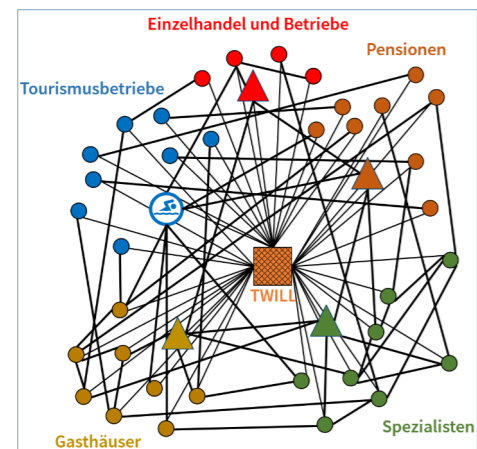 Einzelhandel und Betriebe
Pensionen
Tourismusbetriebe
TWILL
Spezialisten
Gasthäuser